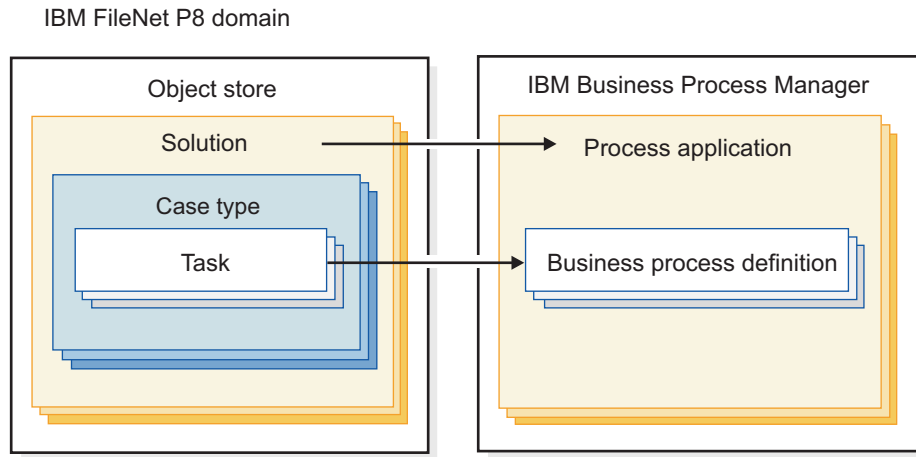 IBM FileNet P8 domain
Object store
Solution
Case type
Task
IBM Business Process Manager
Process application
Business process definition